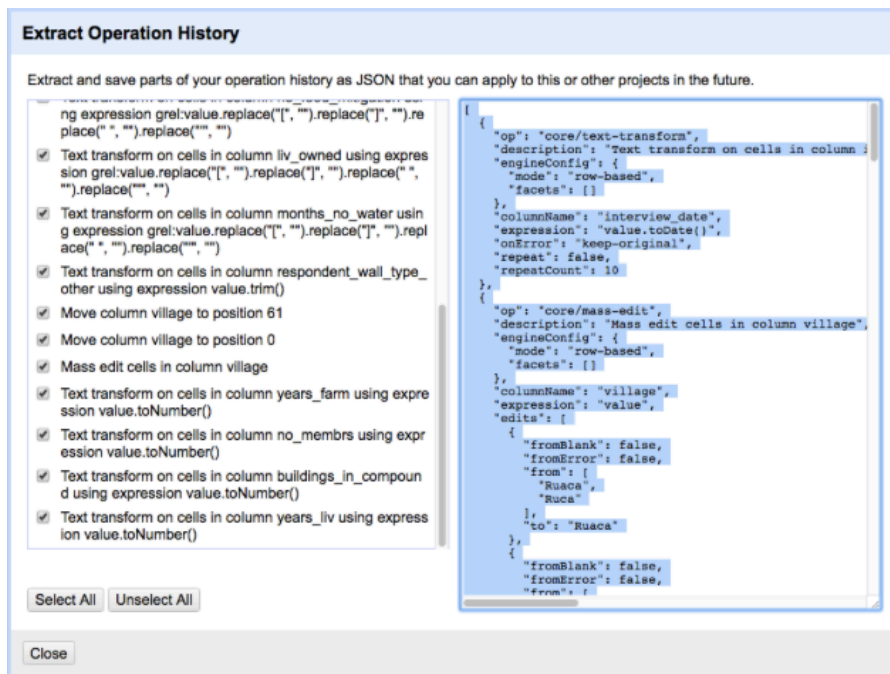 Extract Operation History
Extract and save parts of your operation history as JSON that you can apply to this or other projects in the future.
ng expression grel:value.replace("[", "").replace("]", "").re
place(" ", "").replace("'", "")
Text transform on cells in column liv_owned using expres
sion grel:value.replace("[", "").replace("]", "").replace(" ",
"").replace("'", "")
Text transform on cells in column months_no_water usin
g expression grel:value.replace("[", "").replace("]", "").repl
ace(" ", "").replace("'", "")
Text transform on cells in column respondent_wall_type_
other using expression value.trim()
Move column village to position 61
Move column village to position 0
Mass edit cells in column village
Text transform on cells in column years_farm using expre
ssion value.toNumber()
Text transform on cells in column no_membrs using expr
ession value.toNumber()
Text transform on cells in column buildings_in_compoun
d using expression value.toNumber()
Text transform on cells in column years_liv using express
ion value.toNumber()
Select All Unselect All
[
{
"op": "core/text-transform",
"description": "Text transform on cells in column i
"engineConfig": {
"mode": "row-based",
"facets": []
},
"columnName": "interview_date",
"expression": "value.toDate()",
"onError": "keep-original",
"repeat": false,
"repeatCount": 10
},
{
"op": "core/mass-edit",
"description": "Mass edit cells in column village",
"engineConfig": {
"mode": "row-based",
"facets": []
},
"columnName": "village",
"expression": "value",
"edits": [
{
"fromBlank": false,
"fromError": false,
"from": [
"Ruaca",
"Ruca"
],
"to": "Ruaca"
},
{
"fromBlank": false,
"fromError": false,
"from": [
Close